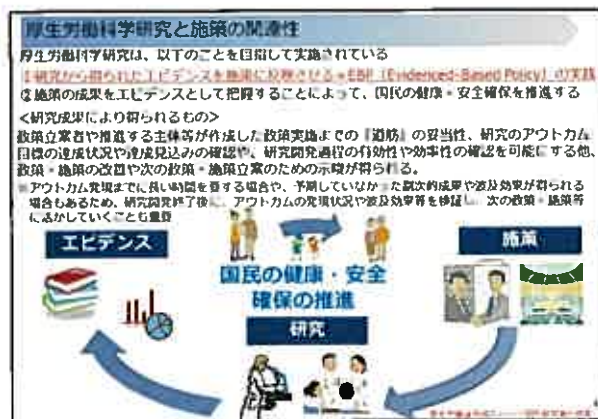 厚生労働科学研究と施策の関連性
厚生労働科学研究は、以下のことを目指して実施されている
①研究から得られたエビデンスを施策に反映させる=EBP（Evidenced-Based Policy）の実践
②施策の成果をエビデンスとして把握することによって、国民の健康・安全確保を推進する
<研究成果により得られるもの>
政策立案者や推進する主体等が作成した政策実施までの『道筋』の妥当性、研究のアウトカム
目標の達成状況や達成見込みの確認や、研究開発過程の有効性や効率性の確認を可能にする他、
政策・施策の改善や次の政策・施策立案のための示唆が得られる。
※アウトカム発現までに長い時間を要する場合や、予期していなかった副次的成果や波及効果が得られる
場合もあるため、研究開発終了後に、アウトカムの発現状況や波及効果等を検証し、次の政策・施策等
に活かしていくことも重要
エビデンス
施策
国民の健康・安全
確保の推進
研究